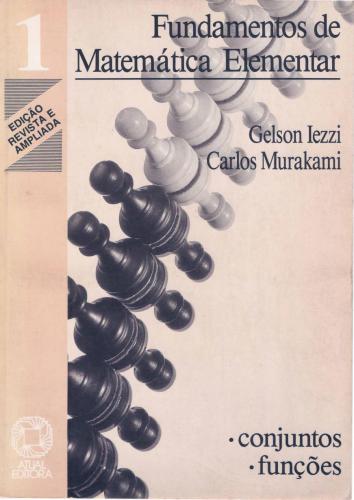 1
Fundamentos de
Matemática Elementar
EDIÇÃO
REVISTA E
AMPLIADA
Gelson Iezzi
Carlos Murakami
· conjuntos
· funções
ATUAL
EDITORA